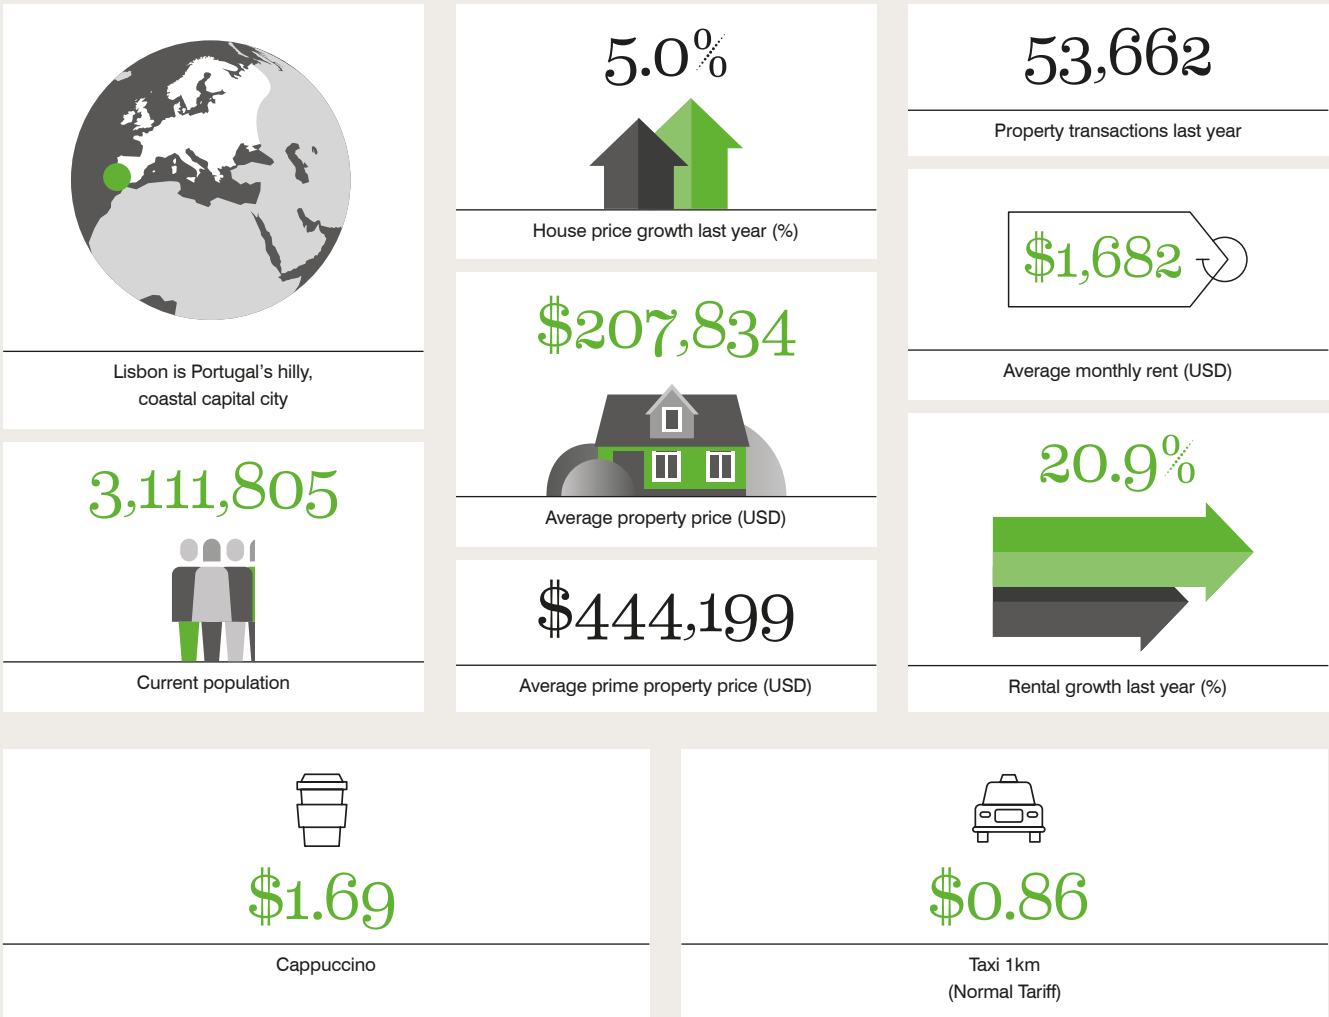 Lisbon is Portugal's hilly,
coastal capital city
3,111,805
Current population
5.0%
House price growth last year (%)
$207,834
Average property price (USD)
$444,199
Average prime property price (USD)
53,662
Property transactions last year
$1,682
Average monthly rent (USD)
20.9%
Rental growth last year (%)
$1.69
Cappuccino
$0.86
Taxi 1km
(Normal Tariff)